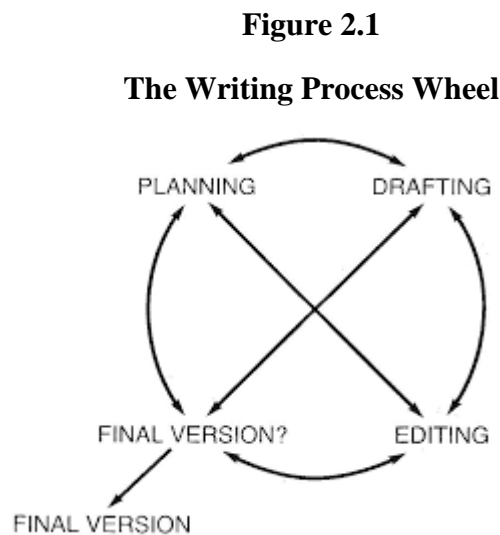 Figure 2.1
The Writing Process Wheel
PLANNING DRAFTING
FINAL VERSION? EDITING
FINAL VERSION